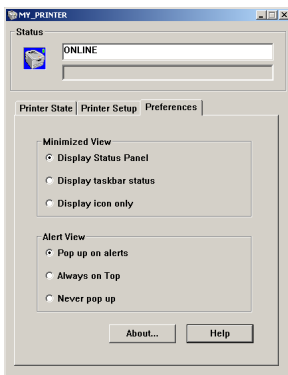 MY_PRINTER
Status
ONLINE
Printer State Printer Setup Preferences
Minimized View
Display Status Panel
Display taskbar status
Display icon only
Alert View
Pop up on alerts
Always on Top
Never pop up
About... Help